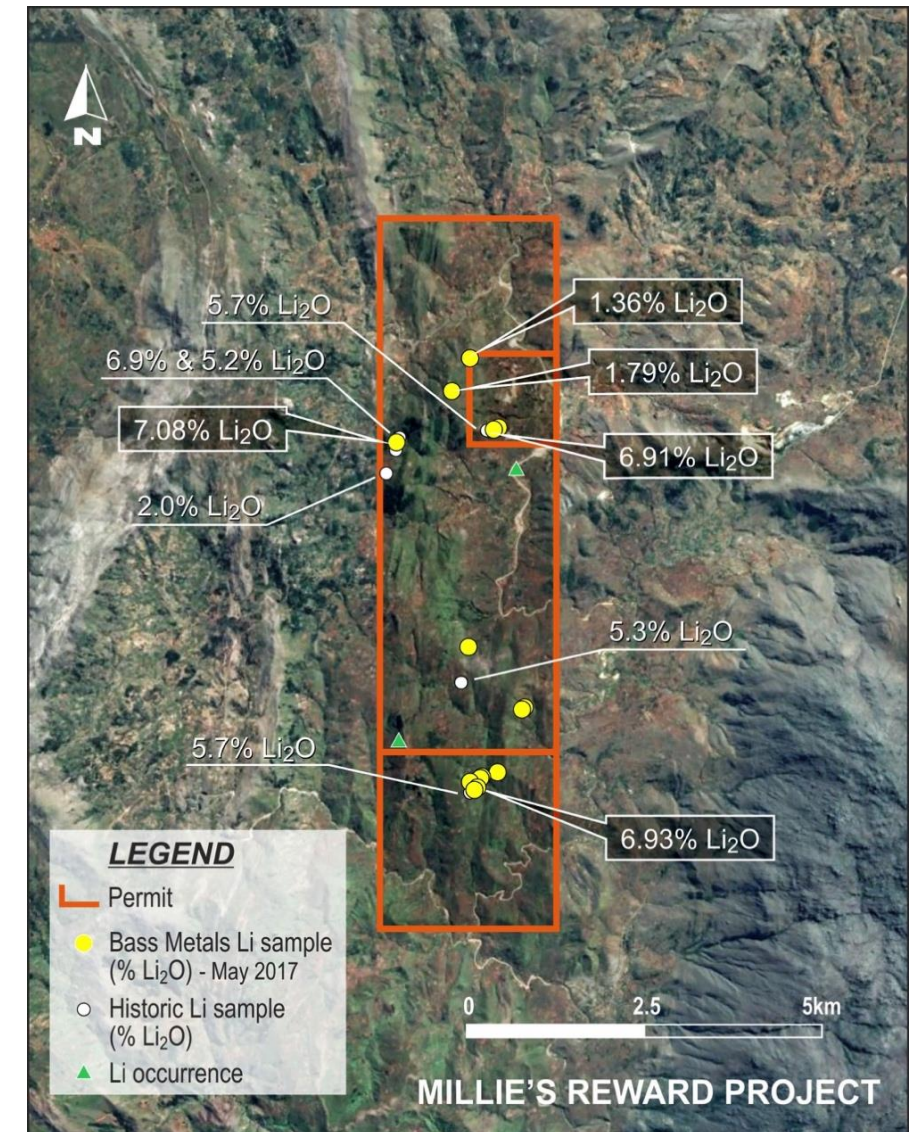 N
5.7% Li₂O
1.36% Li₂O
6.9% & 5.2% Li₂O
1.79% Li₂O
7.08% Li₂O
6.91% Li₂O
2.0% Li₂O
5.3% Li₂O
5.7% Li₂O
6.93% Li₂O
LEGEND
Permit
Bass Metals Li sample
(% Li₂O) - May 2017
Historic Li sample
(% Li₂O)
Li occurrence
0 2.5 5km
MILLIE'S REWARD PROJECT